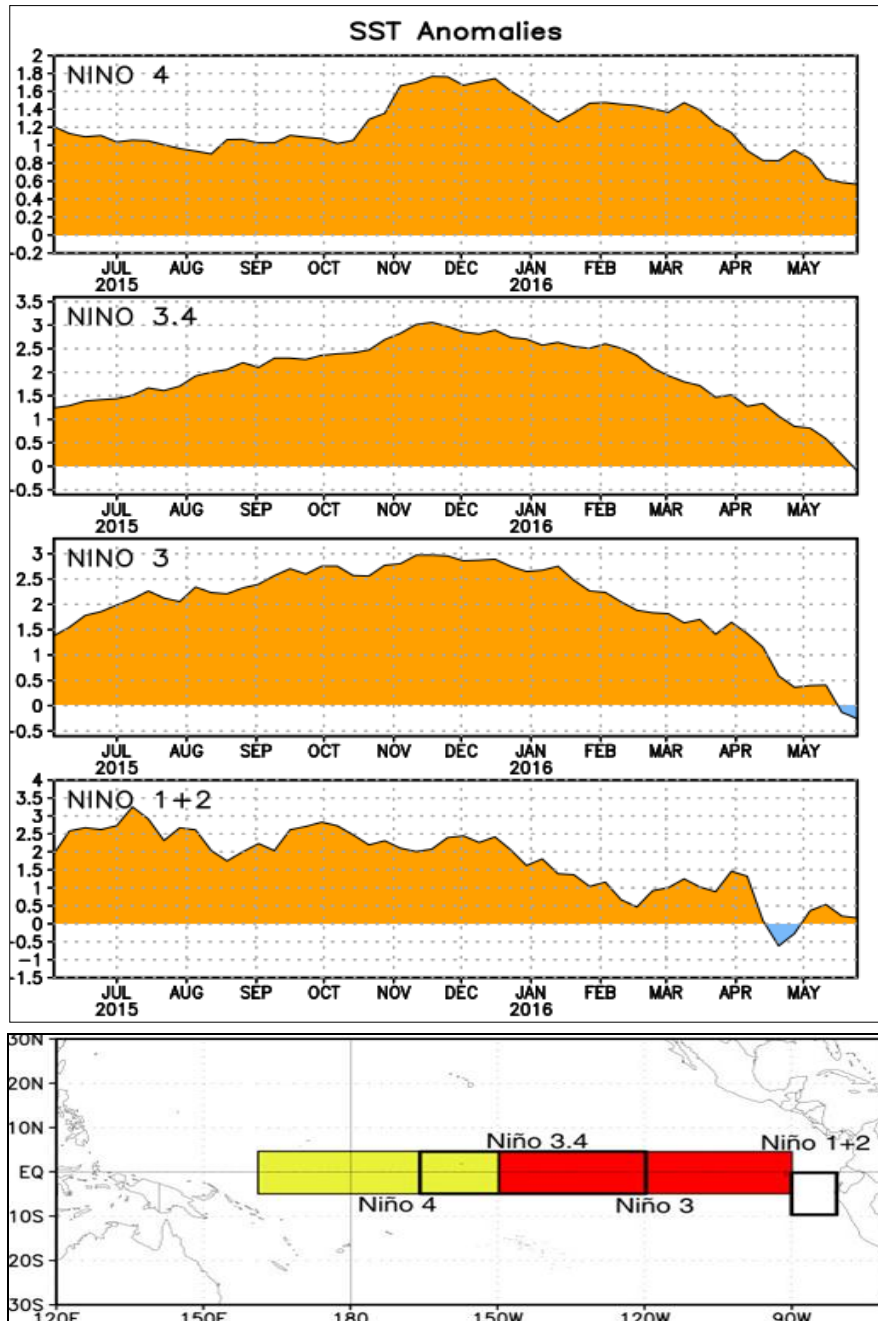 SST Anomalies
NINO 4
2
1.8
1.6
1.4
1.2
1
0.8
0.6
0.4
0.2
0
-0.2
JUL AUG SEP OCT NOV DEC JAN FEB MAR APR MAY
2015 2016
NINO 3.4
3.5
3
2.5
2
1.5
1
0.5
0
-0.5
JUL AUG SEP OCT NOV DEC JAN FEB MAR APR MAY
2015 2016
NINO 3
3
2.5
2
1.5
1
0.5
0
-0.5
JUL AUG SEP OCT NOV DEC JAN FEB MAR APR MAY
2015 2016
NINO 1+2
4
3.5
3
2.5
2
1.5
1
0.5
0
-0.5
-1
-1.5
JUL AUG SEP OCT NOV DEC JAN FEB MAR APR MAY
2015 2016
30N
20N
10N
EQ
10S
20S
30S
Niño 3.4
Niño 1+2
Niño 4
Niño 3
120E 150E 180 150W 120W 90W